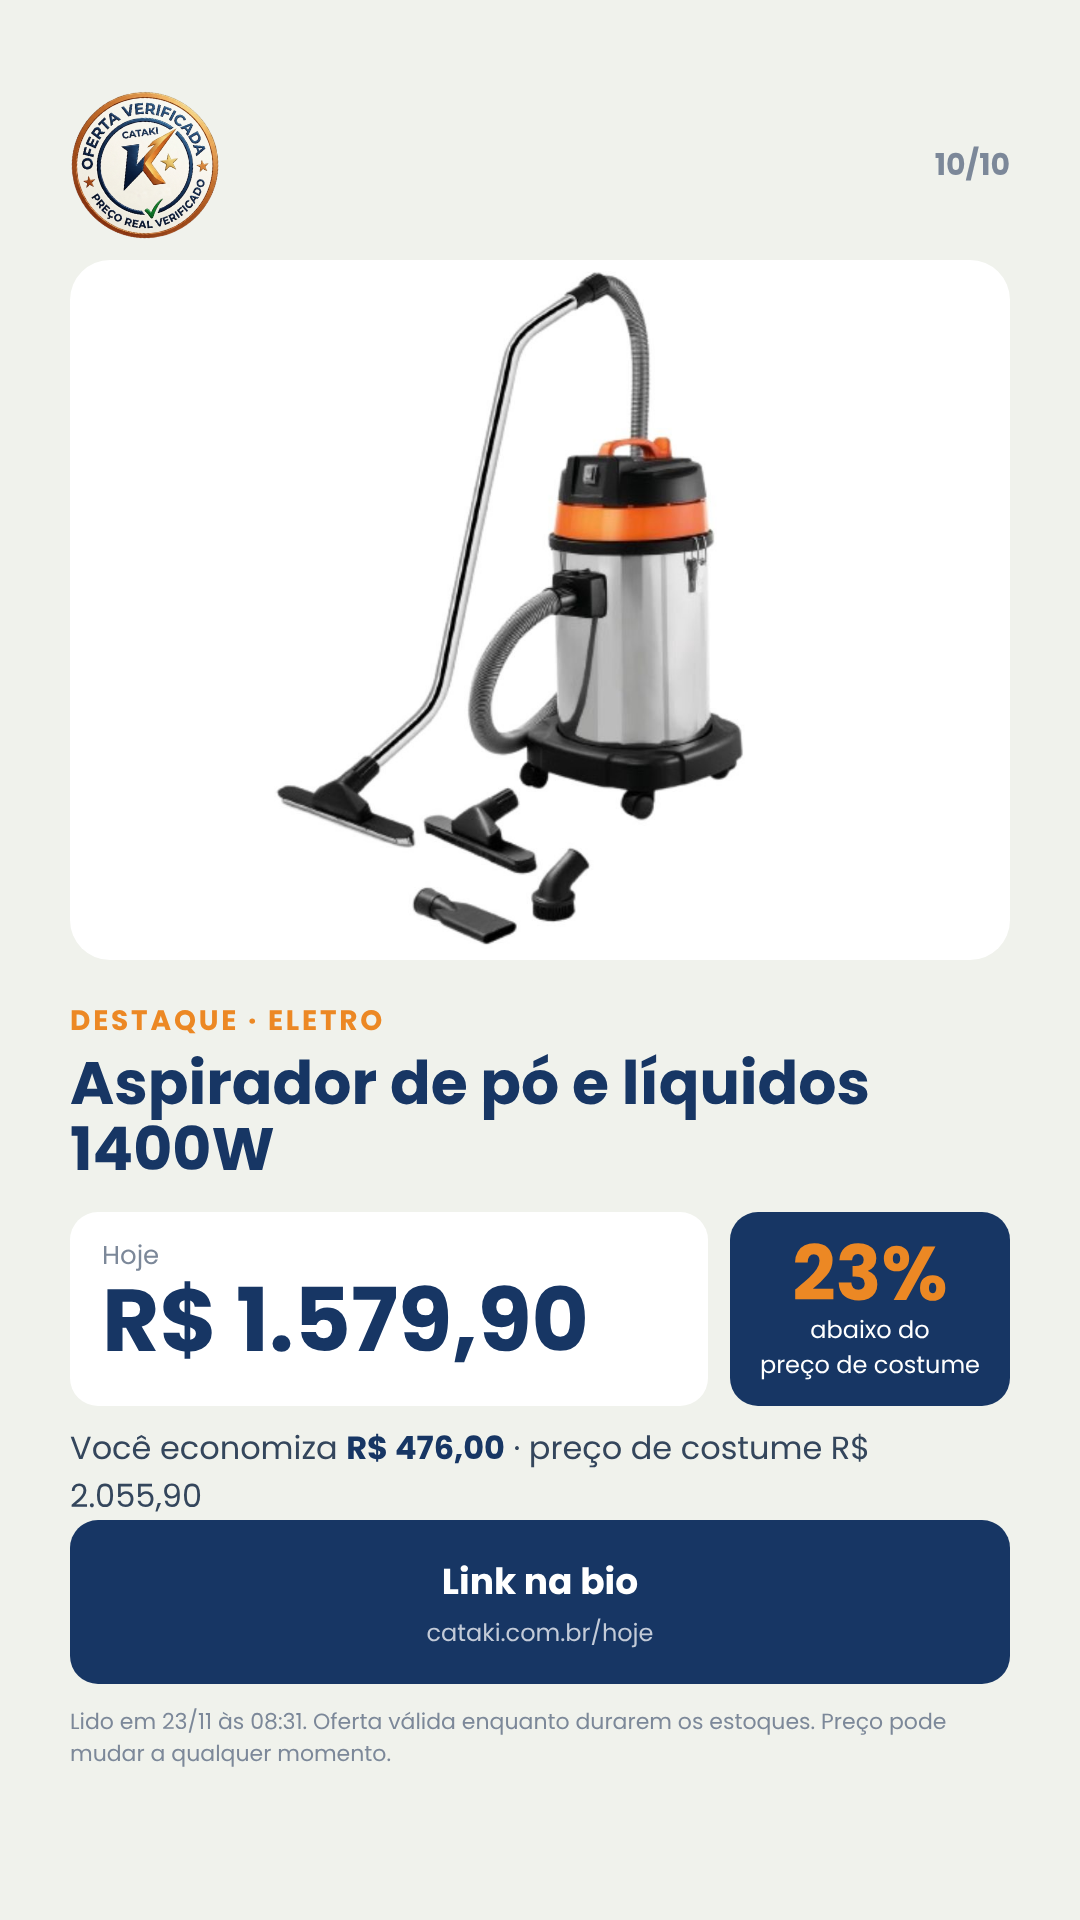 OFERTA VERIFICADA
CATAKI
K
PREÇO REAL VERIFICADO
10/10
DESTAQUE · ELETRO
Aspirador de pó e líquidos
1400W
Hoje
R$ 1.579,90
23%
abaixo do
preço de costume
Você economiza R$ 476,00 · preço de costume R$
2.055,90
Link na bio
cataki.com.br/hoje
Lido em 23/11 às 08:31. Oferta válida enquanto durarem os estoques. Preço pode
mudar a qualquer momento.